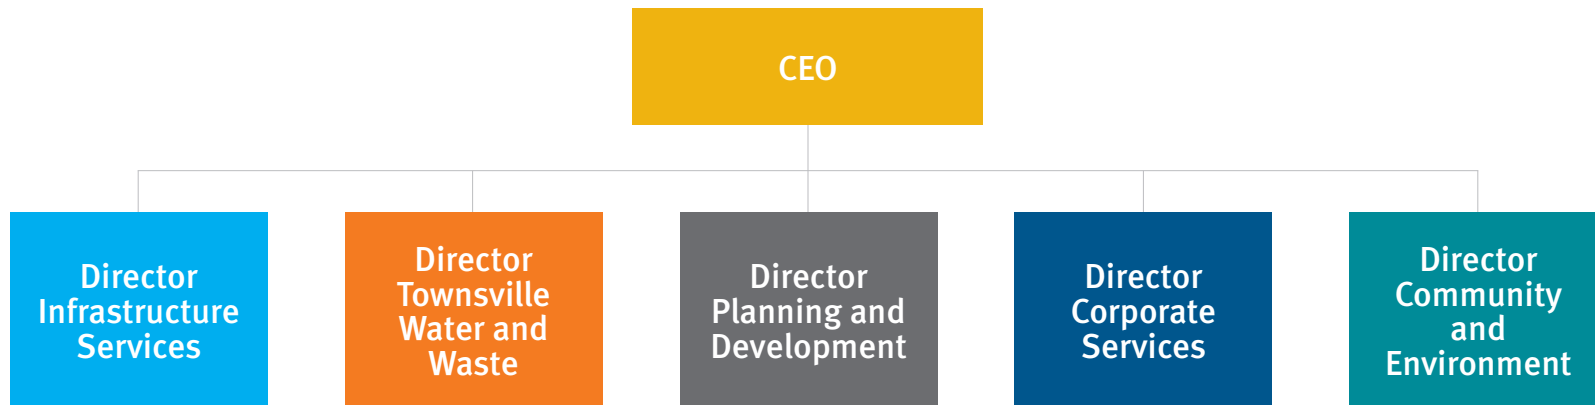 CEO
Director
Infrastructure
Services
Director
Townsville
Water and
Waste
Director
Planning and
Development
Director
Corporate
Services
Director
Community
and
Environment